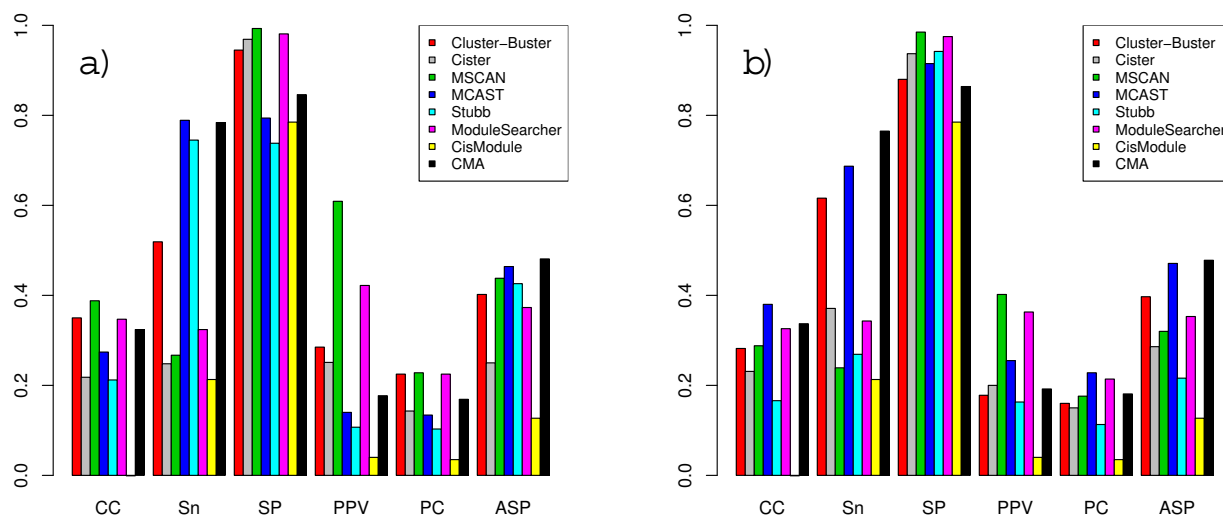 a)
1.0
0.8
0.6
0.4
0.2
0.0
Cluster−Buster
Cister
MSCAN
MCAST
Stubb
ModuleSearcher
CisModule
CMA
CC Sn SP PPV PC ASP
b)
1.0
0.8
0.6
0.4
0.2
0.0
Cluster−Buster
Cister
MSCAN
MCAST
Stubb
ModuleSearcher
CisModule
CMA
CC Sn SP PPV PC ASP